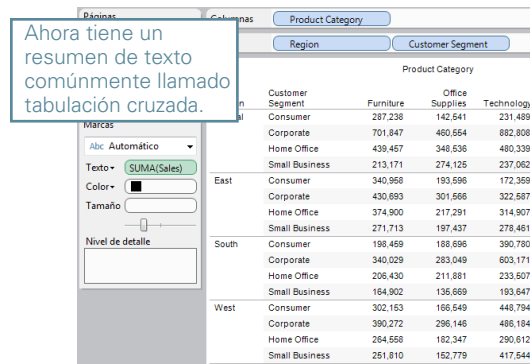 Páginas
Columnas Product Category
Ahora tiene un
resumen de texto
comúnmente llamado
tabulación cruzada.
Region Customer Segment
Product Category
Customer Segment Furniture Office Supplies Technology
Consumer 287,238 142,541 231,489
Marcas
Corporate 701,847 460,554 882,808
Abc Automático
Home Office 439,457 348,536 480,339
Texto SUMA(Sales)
Small Business 213,171 274,125 237,062
Color
East Consumer 340,958 193,596 172,359
Corporate 430,693 301,566 322,587
Tamaño
Home Office 374,900 217,291 314,907
Small Business 271,713 197,437 278,461
Nivel de detalle
South Consumer 198,469 188,696 390,780
Corporate 340,029 283,049 603,171
Home Office 206,430 211,881 233,507
Small Business 164,902 135,669 193,647
West Consumer 302,153 166,549 448,794
Corporate 390,272 296,146 486,184
Home Office 264,558 182,347 290,612
Small Business 251,810 152,779 417,544